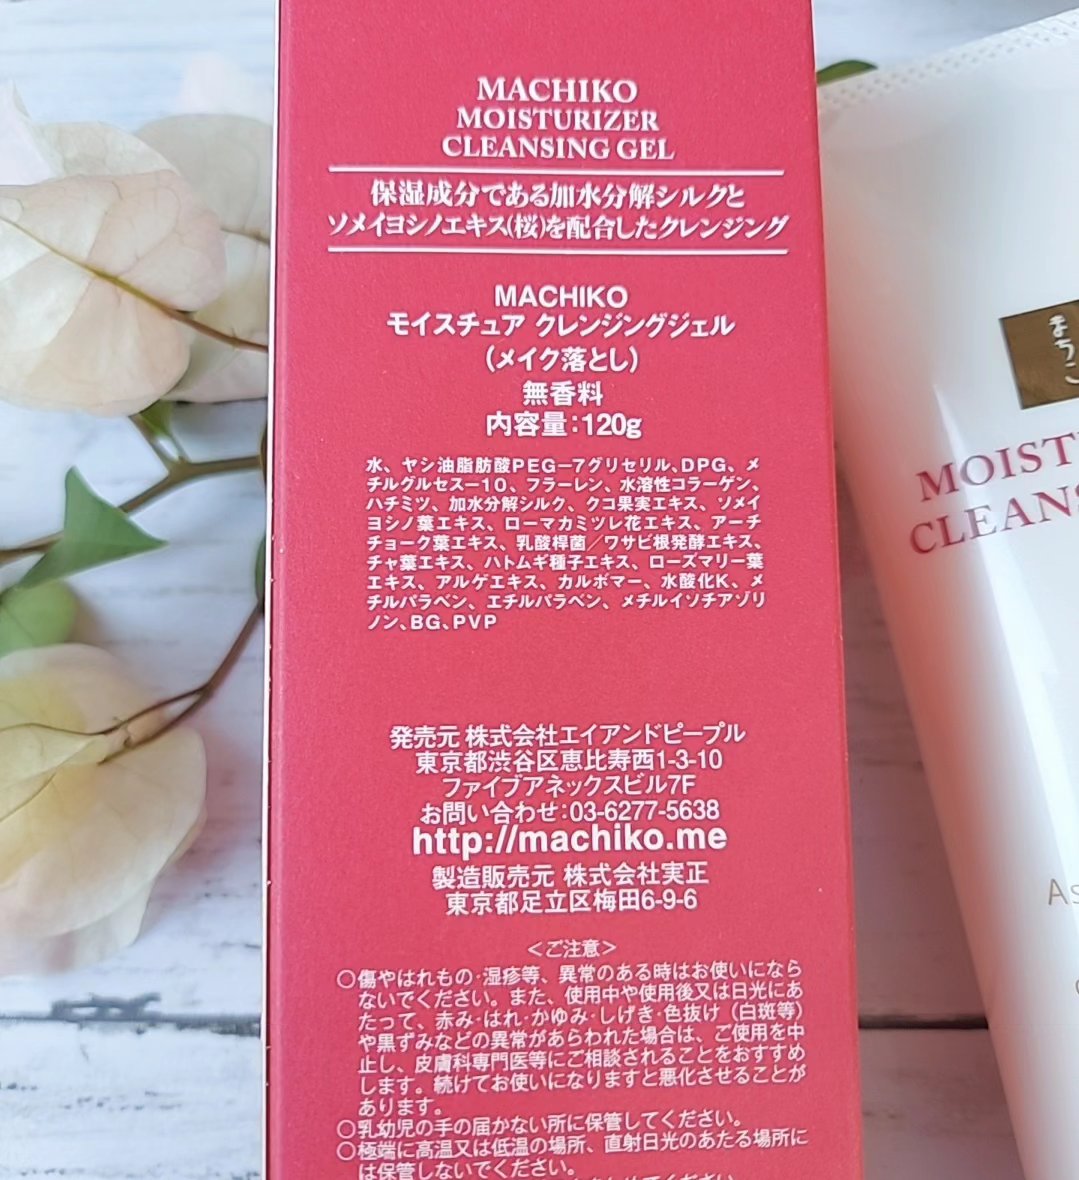 MACHIKO
MOISTURIZER
CLEANSING GEL
保湿成分である加水分解シルクと
ソメイヨシノエキス(桜)を配合したクレンジング
MACHIKO
モイスチュア クレンジングジェル
(メイク落とし)
無香料
内容量:120g
水、ヤシ油脂肪酸PEG-7グリセリル、DPG、メ
チルグルセス-10、フラーレン、水溶性コラーゲン、
ハチミツ、加水分解シルク、クコ果実エキス、ソメイ
ヨシノ葉エキス、ローマカミツレ花エキス、アーチ
チョーク葉エキス、乳酸桿菌/ワサビ根発酵エキス、
チャ葉エキス、ハトムギ種子エキス、ローズマリー葉
エキス、アルゲエキス、カルボマー、水酸化K、メ
チルパラベン、エチルパラベン、メチルイソチアゾリ
ノン、BG、PVP
発売元 株式会社エイアンドピープル
東京都渋谷区恵比寿西1-3-10
ファイブアネックスビル7F
お問い合わせ:03-6277-5638
http://machiko.me
製造販売元 株式会社実正
東京都足立区梅田6-9-6
<ご注意>
○傷やはれもの・湿疹等、異常のある時はお使いになら
ないでください。また、使用中や使用後又は日光にあ
たって、赤み・はれ・かゆみ・しげき・色抜け(白斑等)
や黒ずみなどの異常があらわれた場合は、ご使用を中
止し、皮膚科専門医等にご相談されることをおすすめ
します。続けてお使いになりますと悪化させることが
あります。
○乳幼児の手の届かない所に保管してください。
○極端に高温又は低温の場所、直射日光のあたる場所に
は保管しないでください。
まちこ
MOIST
CLEANS
As